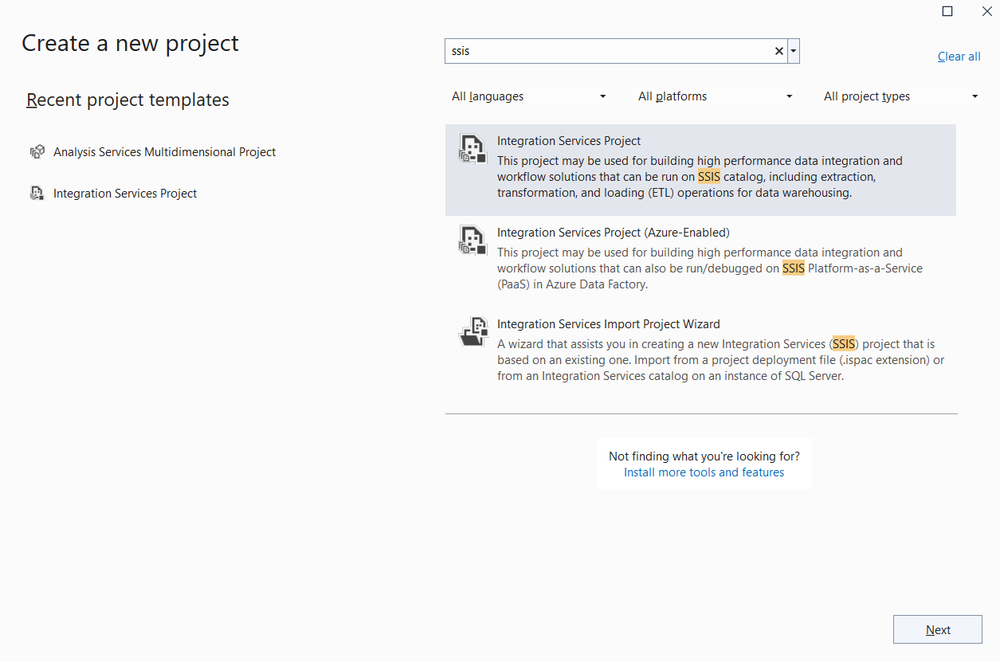 Create a new project
ssis
Clear all
Recent project templates
All languages
All platforms
All project types
Analysis Services Multidimensional Project
Integration Services Project
Integration Services Project
This project may be used for building high performance data integration and
workflow solutions that can be run on SSIS catalog, including extraction,
transformation, and loading (ETL) operations for data warehousing.
Integration Services Project (Azure-Enabled)
This project may be used for building high performance data integration and
workflow solutions that can also be run/debugged on SSIS Platform-as-a-Service
(PaaS) in Azure Data Factory.
Integration Services Import Project Wizard
A wizard that assists you in creating a new Integration Services (SSIS) project that is
based on an existing one. Import from a project deployment file (.ispac extension) or
from an Integration Services catalog on an instance of SQL Server.
Not finding what you're looking for?
Install more tools and features
Next